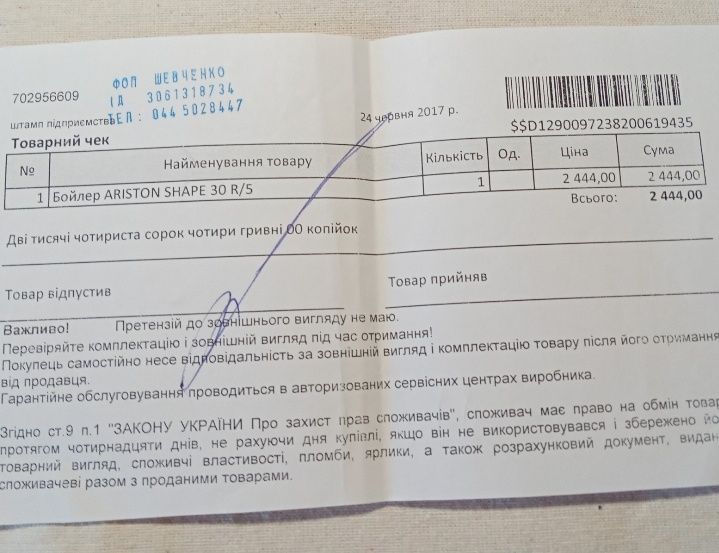 702956609
ФОП ШЕВЧЕНКО
ІД 3061318734
ТЕЛ: 044 5028447
штамп підприємства
24 червня 2017 р.
$$D1290097238200619435
Товарний чек
№ Найменування товару Кількість Од. Ціна Сума
1 Бойлер ARISTON SHAPE 30 R/5 1 2 444,00 2 444,00
Всього: 2 444,00
Дві тисячі чотириста сорок чотири гривні 00 копійок
Товар відпустив Товар прийняв
Важливо! Претензій до зовнішнього вигляду не маю.
Перевіряйте комплектацію і зовнішній вигляд під час отримання!
Покупець самостійно несе відповідальність за зовнішній вигляд і комплектацію товару після його отримання
від продавця.
Гарантійне обслуговування проводиться в авторизованих сервісних центрах виробника.
Згідно ст.9 п.1 "ЗАКОНУ УКРАЇНИ Про захист прав споживачів", споживач має право на обмін товар
протягом чотирнадцяти днів, не рахуючи дня купівлі, якщо він не використовувався і збережено йо
товарний вигляд, споживчі властивості, пломби, ярлики, а також розрахунковий документ, видан
споживачеві разом з проданими товарами.